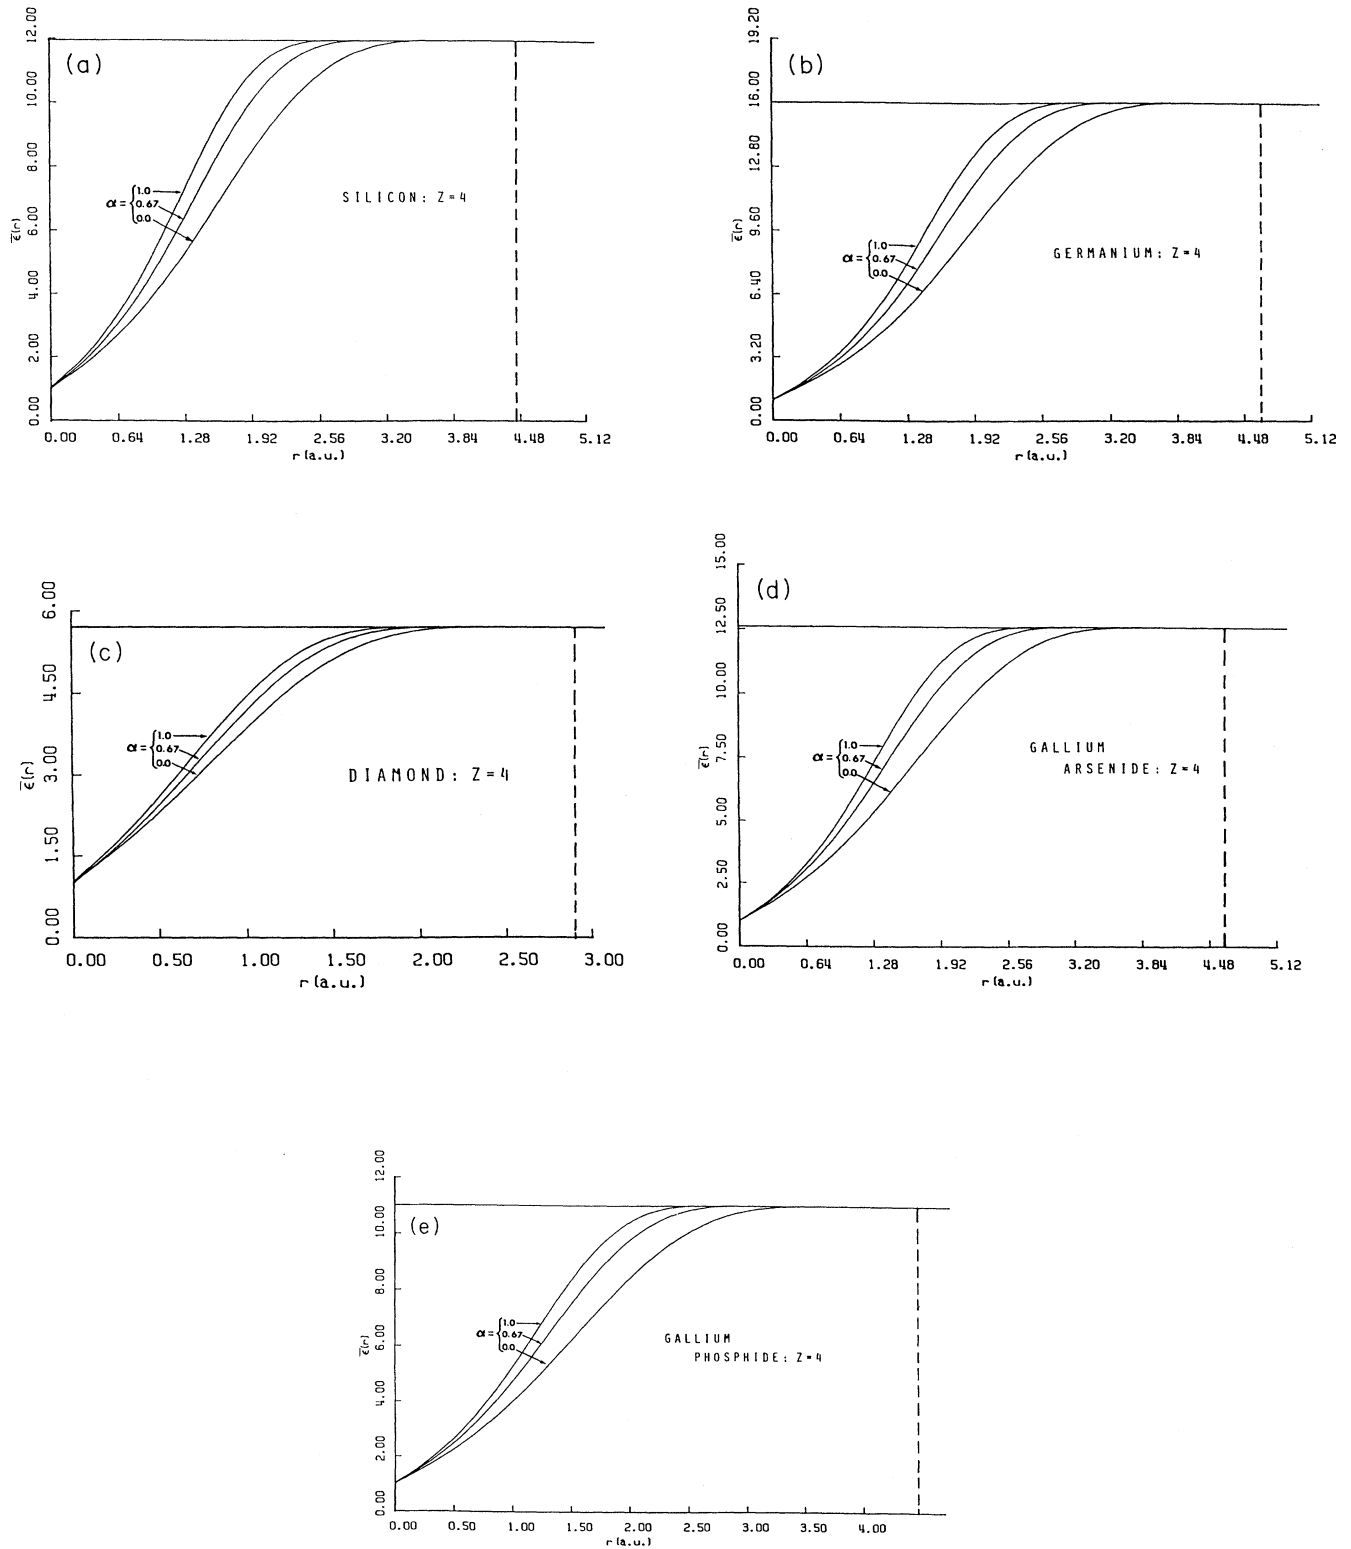 (a)
12.00
10.00
8.00
6.00
4.00
2.00
0.00
ε̄(r)
α = { 1.0
0.67
0.0
SILICON: Z=4
0.00 0.64 1.28 1.92 2.56 3.20 3.84 4.48 5.12
r (a.u.)
(b)
19.20
16.00
12.80
9.60
6.40
3.20
0.00
ε̄(r)
α = { 1.0
0.67
0.0
GERMANIUM: Z=4
0.00 0.64 1.28 1.92 2.56 3.20 3.84 4.48 5.12
r (a.u.)
(c)
6.00
4.50
3.00
1.50
0.00
ε̄(r)
α = { 1.0
0.67
0.0
DIAMOND: Z=4
0.00 0.50 1.00 1.50 2.00 2.50 3.00
r (a.u.)
(d)
15.00
12.50
10.00
7.50
5.00
2.50
0.00
ε̄(r)
α = { 1.0
0.67
0.0
GALLIUM
ARSENIDE: Z=4
0.00 0.64 1.28 1.92 2.56 3.20 3.84 4.48 5.12
r (a.u.)
(e)
12.00
10.00
8.00
6.00
4.00
2.00
0.00
ε̄(r)
α = { 1.0
0.67
0.0
GALLIUM
PHOSPHIDE: Z=4
0.00 0.50 1.00 1.50 2.00 2.50 3.00 3.50 4.00
r (a.u.)